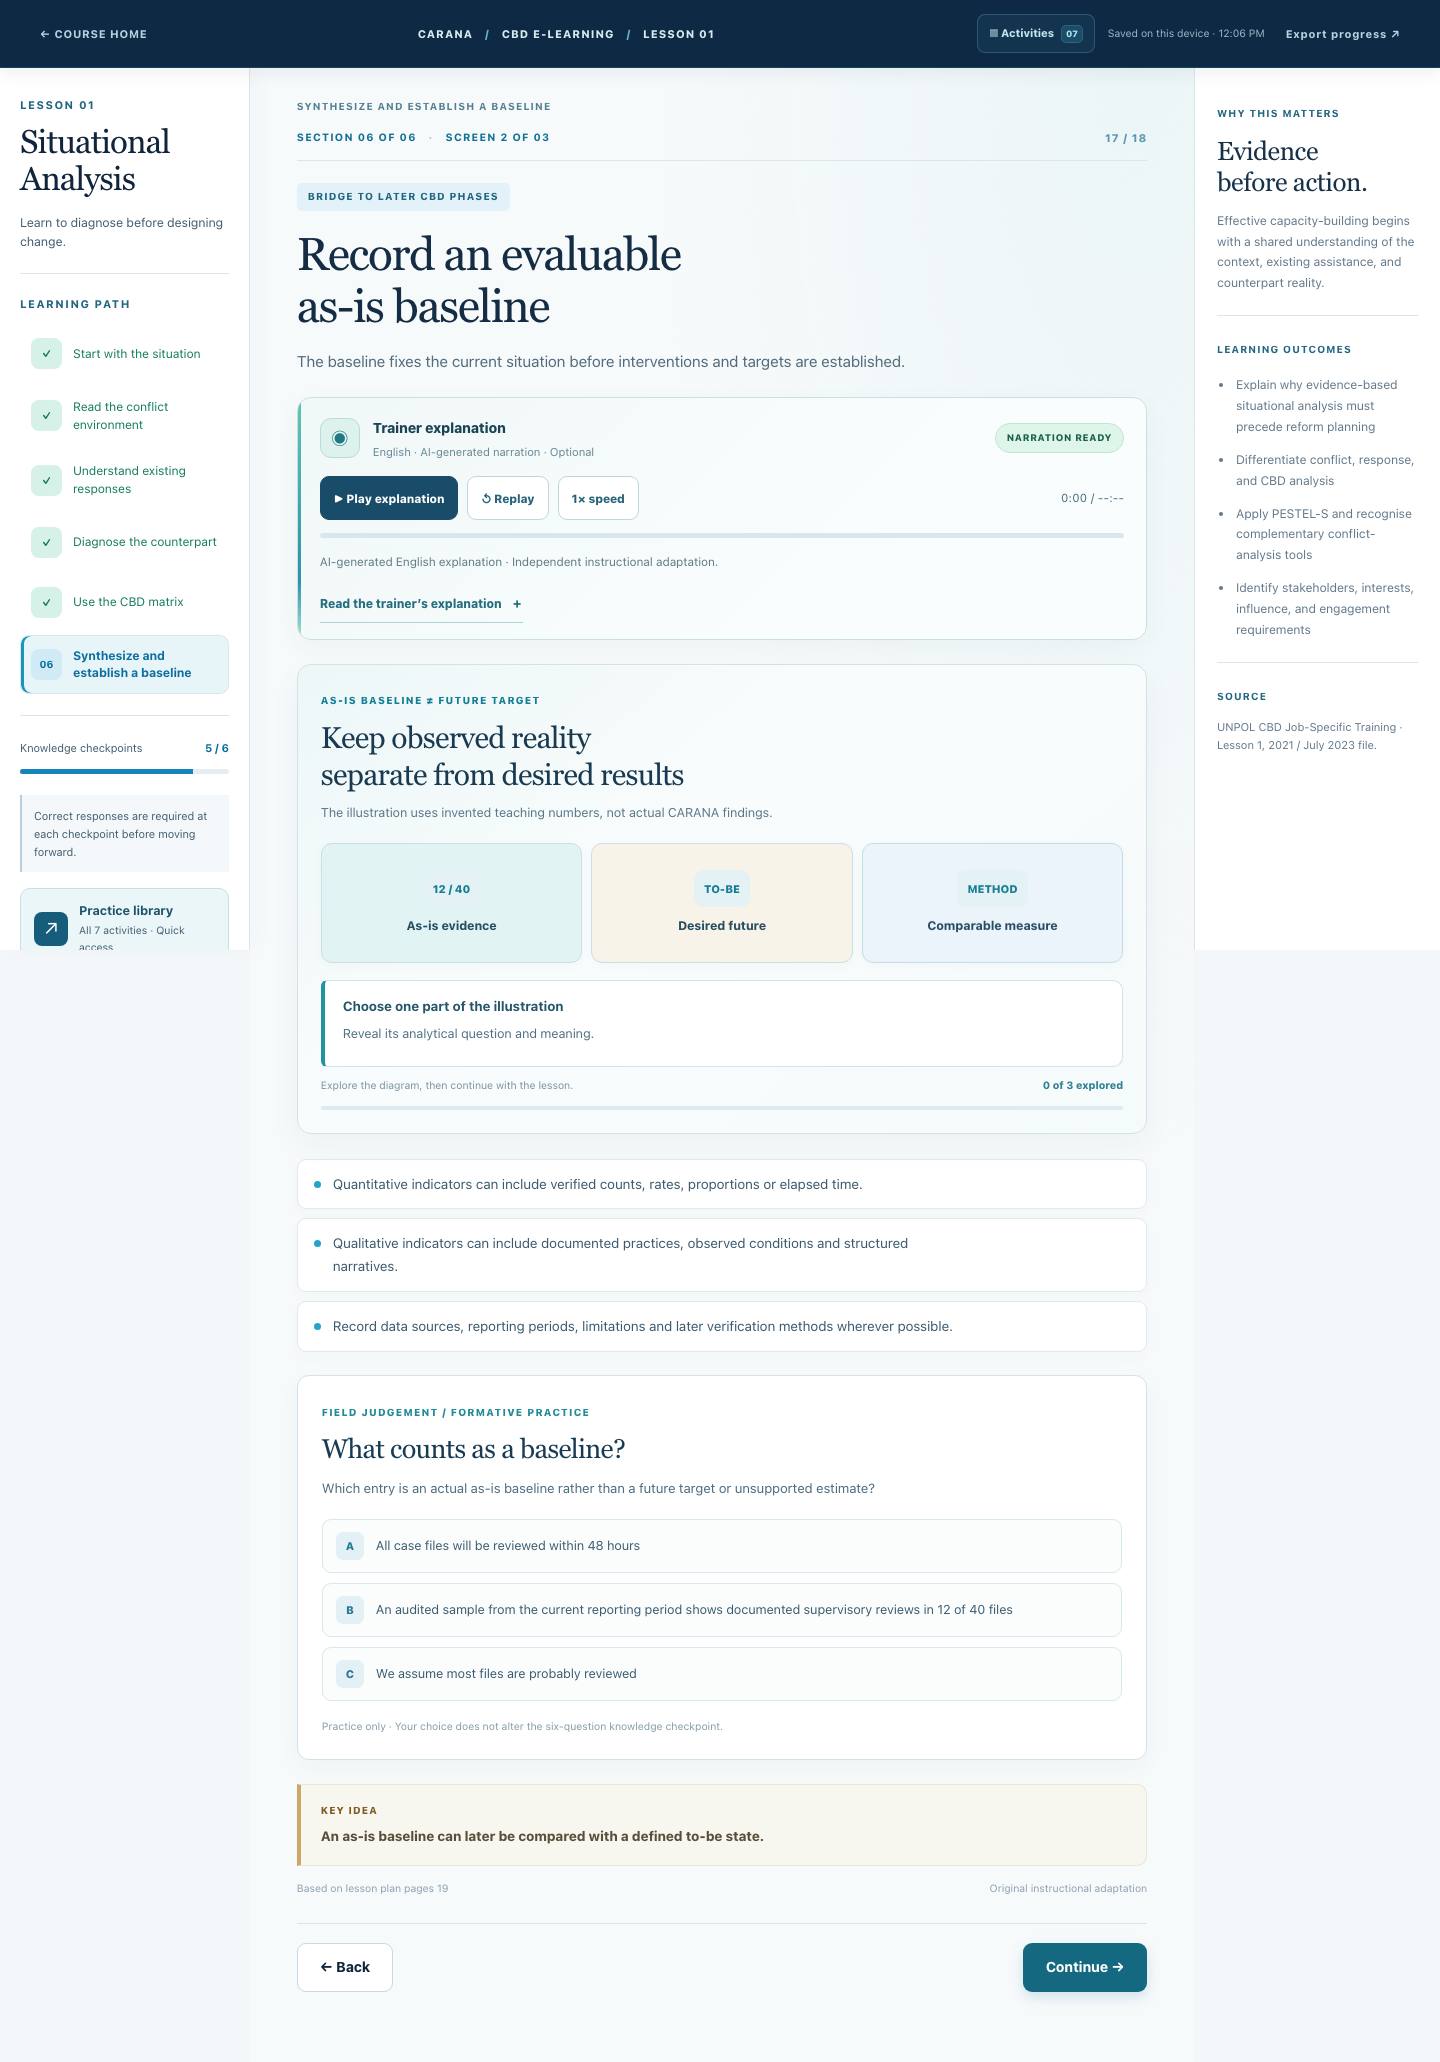 ← COURSE HOME
CARANA / CBD E-LEARNING / LESSON 01
Activities 07
Saved on this device · 12:06 PM
Export progress ↗
LESSON 01
Situational
Analysis
Learn to diagnose before designing
change.
LEARNING PATH
✓ Start with the situation
✓ Read the conflict
environment
✓ Understand existing
responses
✓ Diagnose the counterpart
✓ Use the CBD matrix
06 Synthesize and
establish a baseline
Knowledge checkpoints 5 / 6
Correct responses are required at
each checkpoint before moving
forward.
↗ Practice library
All 7 activities · Quick
access
SYNTHESIZE AND ESTABLISH A BASELINE
SECTION 06 OF 06 · SCREEN 2 OF 03
17 / 18
BRIDGE TO LATER CBD PHASES
Record an evaluable
as-is baseline
The baseline fixes the current situation before interventions and targets are established.
Trainer explanation
English · AI-generated narration · Optional
NARRATION READY
▶ Play explanation
↺ Replay
1× speed
0:00 / --:--
AI-generated English explanation · Independent instructional adaptation.
Read the trainer’s explanation +
AS-IS BASELINE ≠ FUTURE TARGET
Keep observed reality
separate from desired results
The illustration uses invented teaching numbers, not actual CARANA findings.
12 / 40
As-is evidence
TO-BE
Desired future
METHOD
Comparable measure
Choose one part of the illustration
Reveal its analytical question and meaning.
Explore the diagram, then continue with the lesson.
0 of 3 explored
Quantitative indicators can include verified counts, rates, proportions or elapsed time.
Qualitative indicators can include documented practices, observed conditions and structured
narratives.
Record data sources, reporting periods, limitations and later verification methods wherever possible.
FIELD JUDGEMENT / FORMATIVE PRACTICE
What counts as a baseline?
Which entry is an actual as-is baseline rather than a future target or unsupported estimate?
A All case files will be reviewed within 48 hours
B An audited sample from the current reporting period shows documented supervisory reviews in 12 of 40 files
C We assume most files are probably reviewed
Practice only · Your choice does not alter the six-question knowledge checkpoint.
KEY IDEA
An as-is baseline can later be compared with a defined to-be state.
Based on lesson plan pages 19
Original instructional adaptation
← Back
Continue →
WHY THIS MATTERS
Evidence
before action.
Effective capacity-building begins
with a shared understanding of the
context, existing assistance, and
counterpart reality.
LEARNING OUTCOMES
• Explain why evidence-based
situational analysis must
precede reform planning
• Differentiate conflict, response,
and CBD analysis
• Apply PESTEL-S and recognise
complementary conflict-
analysis tools
• Identify stakeholders, interests,
influence, and engagement
requirements
SOURCE
UNPOL CBD Job-Specific Training ·
Lesson 1, 2021 / July 2023 file.